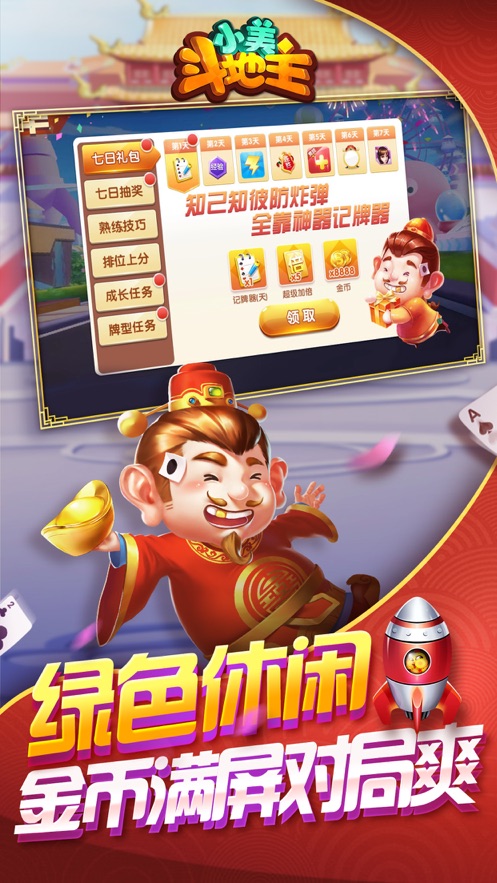 小美
斗地主
七日礼包
七日抽奖
熟练技巧
排位上分
成长任务
牌型任务
第1天 第2天 第3天 第4天 第5天 第6天 第7天
经验
知己知彼防炸弹
全靠神器记牌器
x1 倍 x5 x8888
记牌器(天) 超级加倍 金币
领取
A
2
绿色休闲
金币满屏对局爽